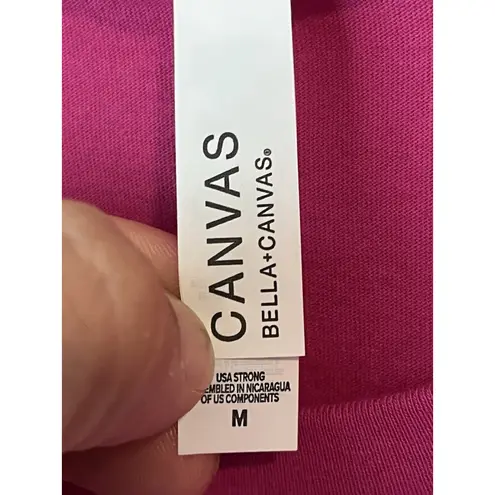 CANVAS
BELLA+CANVAS®
USA STRONG
EMBLED IN NICARAGUA
OF US COMPONENTS
M